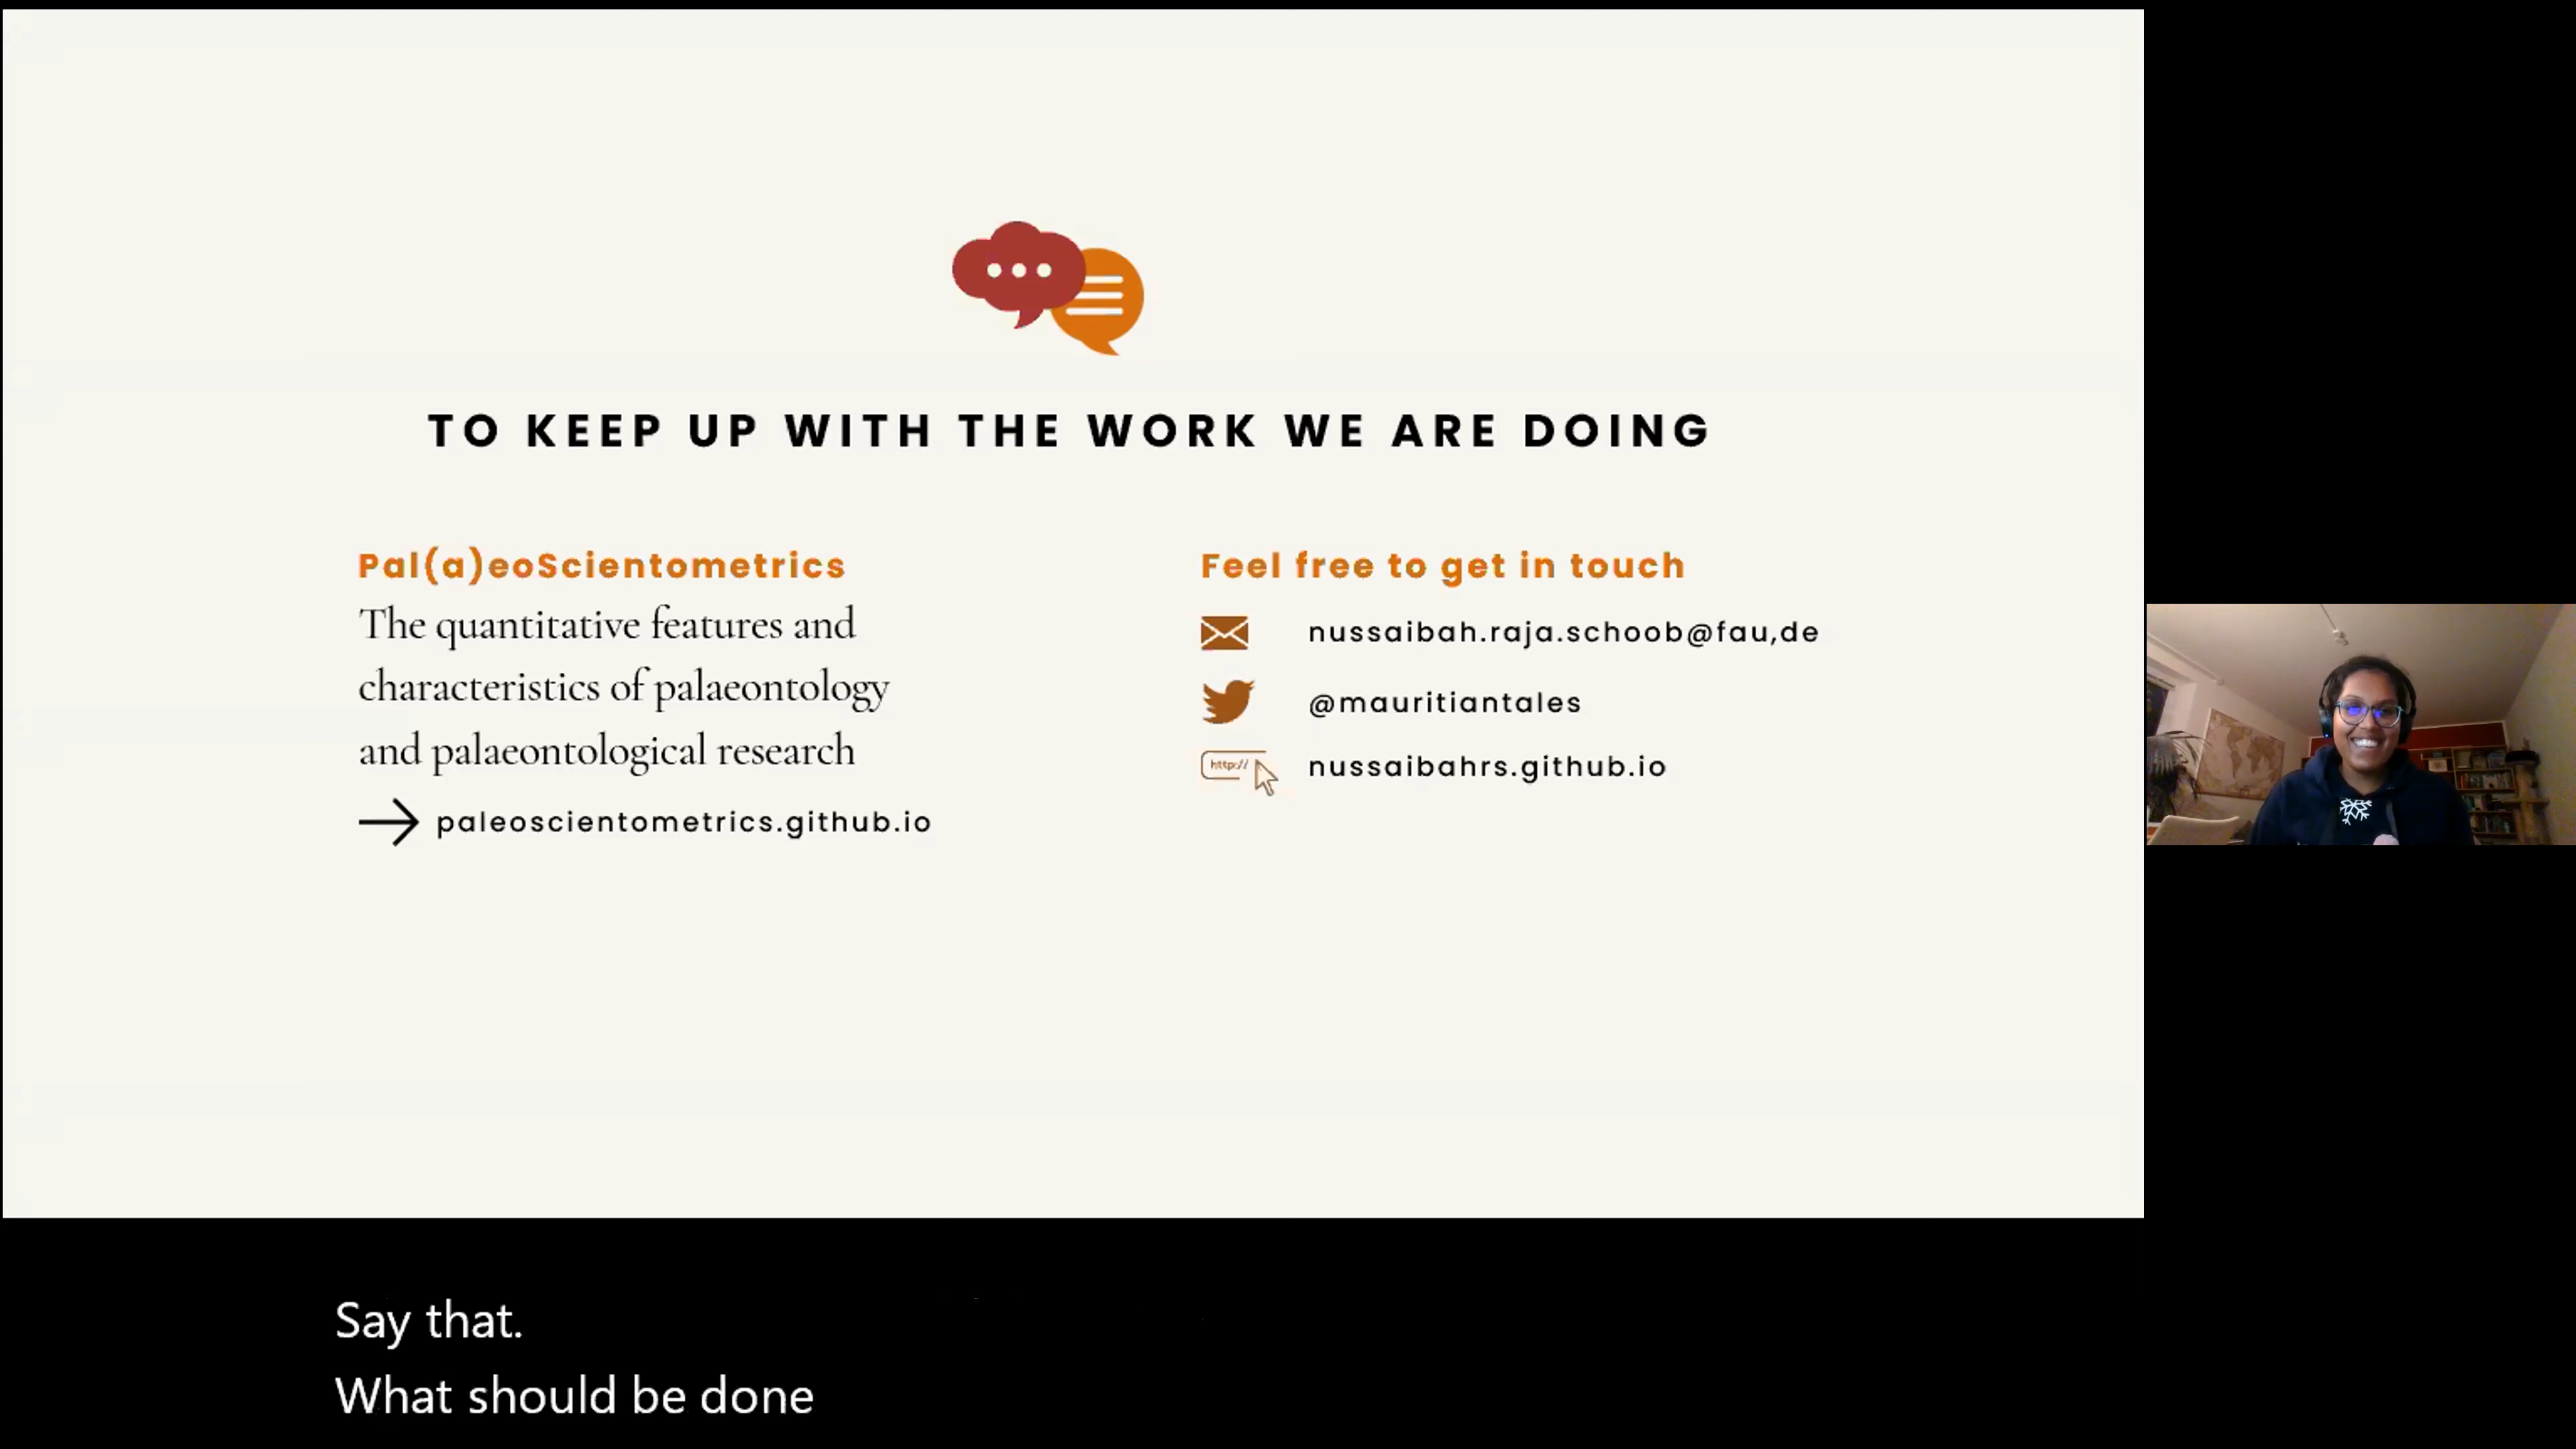 TO KEEP UP WITH THE WORK WE ARE DOING
Pal(a)eoScientometrics
The quantitative features and
characteristics of palaeontology
and palaeontological research
paleoscientometrics.github.io
Feel free to get in touch
nussaibah.raja.schoob@fau,de
@mauritiantales
http://
nussaibahrs.github.io
Say that.
What should be done